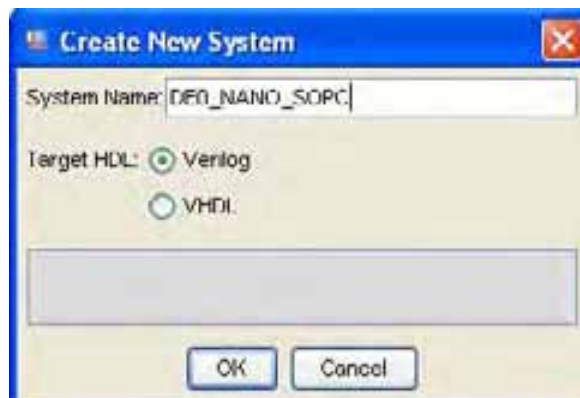 Create New System
System Name: DE0_NANO_SOPC
Target HDL: Verilog
VHDL
OK Cancel